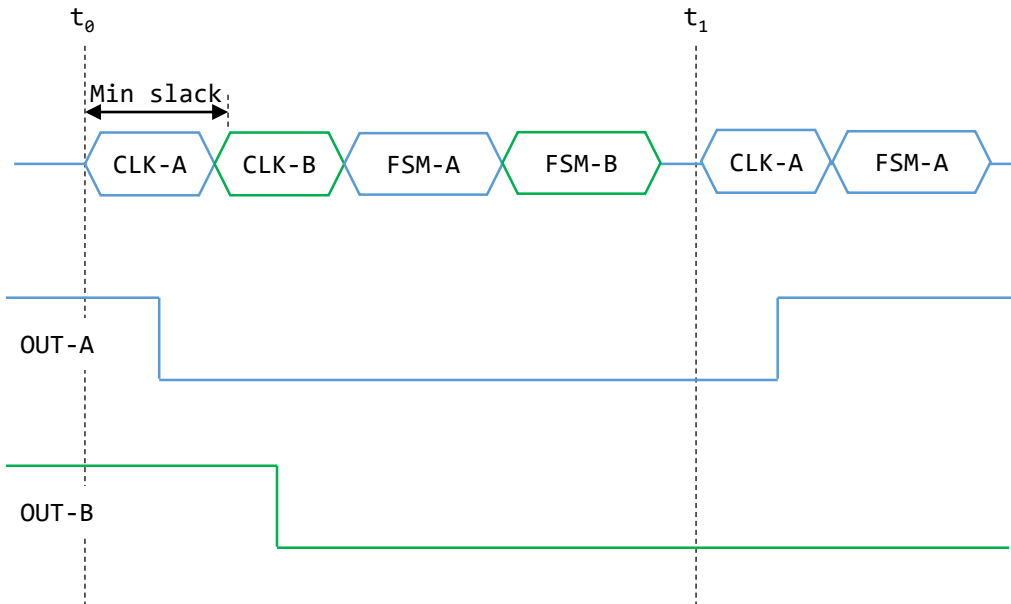 t₀
t₁
Min slack
CLK-A
CLK-B
FSM-A
FSM-B
CLK-A
FSM-A
OUT-A
OUT-B